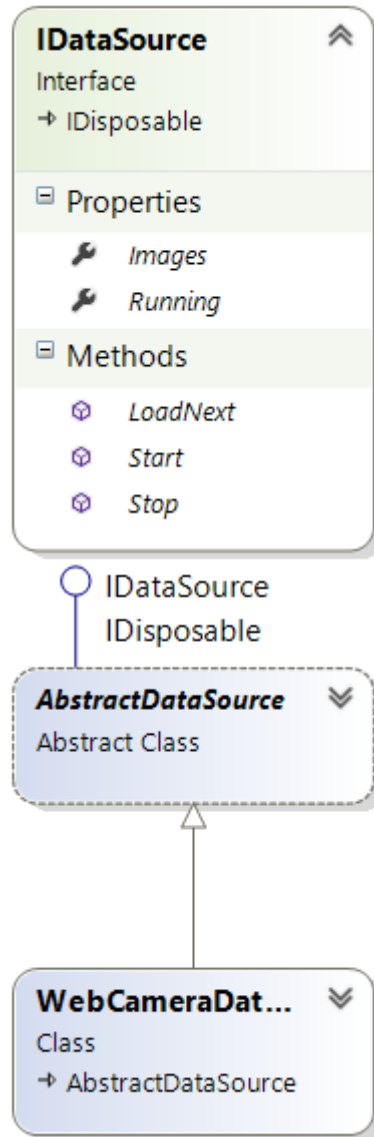 IDataSource
Interface
IDisposable
Properties
Images
Running
Methods
LoadNext
Start
Stop
IDataSource
IDisposable
AbstractDataSource
Abstract Class
WebCameraDat...
Class
AbstractDataSource